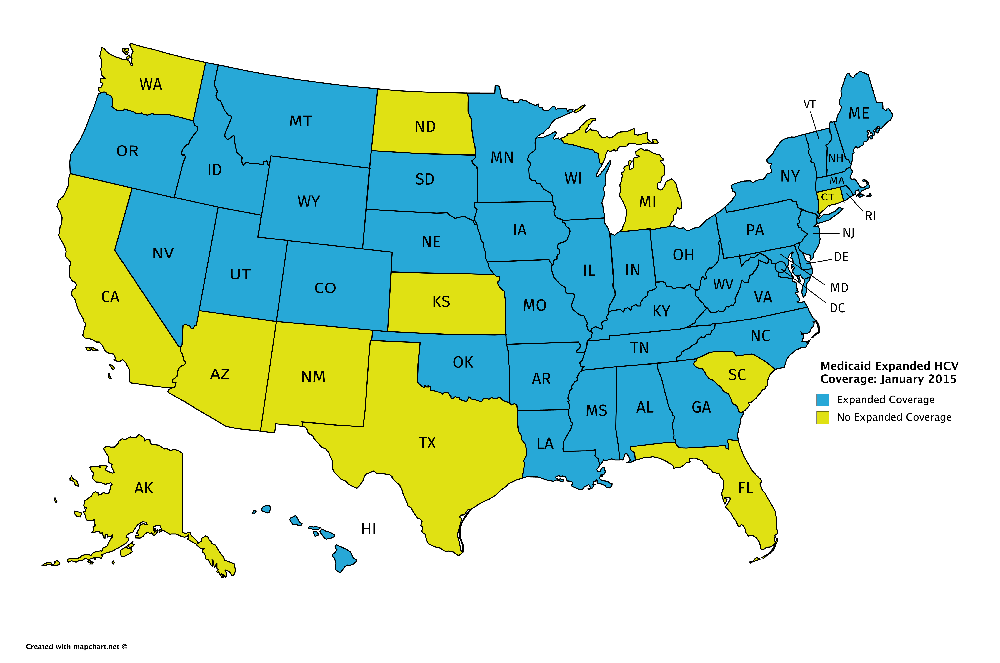 WA
MT
ND
MN
VT
ME
OR
ID
SD
WI
MI
NY
NH
MA
CT
RI
WY
NE
IA
PA
NJ
NV
UT
CO
KS
MO
IL
IN
OH
WV
VA
DE
MD
DC
CA
KY
NC
TN
AZ
NM
OK
AR
SC
MS
AL
GA
TX
LA
FL
AK
HI
Medicaid Expanded HCV
Coverage: January 2015
Expanded Coverage
No Expanded Coverage
Created with mapchart.net ©